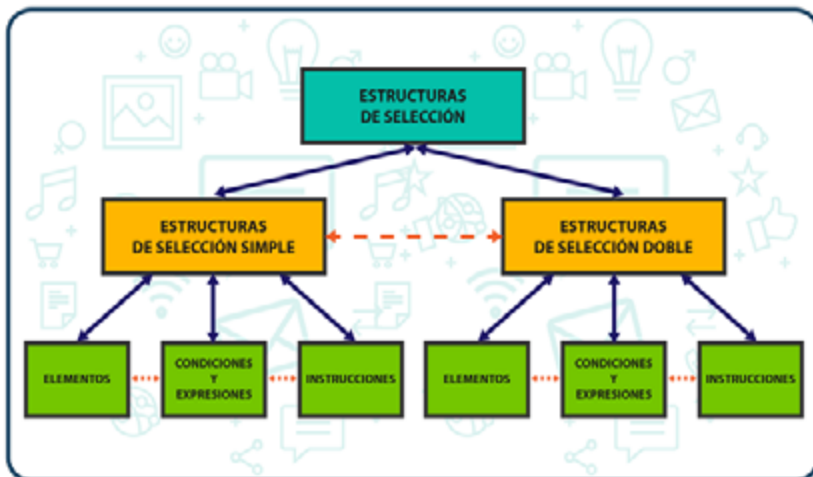 ESTRUCTURAS
DE SELECCIÓN
ESTRUCTURAS
DE SELECCIÓN SIMPLE
ESTRUCTURAS
DE SELECCIÓN DOBLE
ELEMENTOS
CONDICIONES
Y
EXPRESIONES
INSTRUCCIONES
ELEMENTOS
CONDICIONES
Y
EXPRESIONES
INSTRUCCIONES